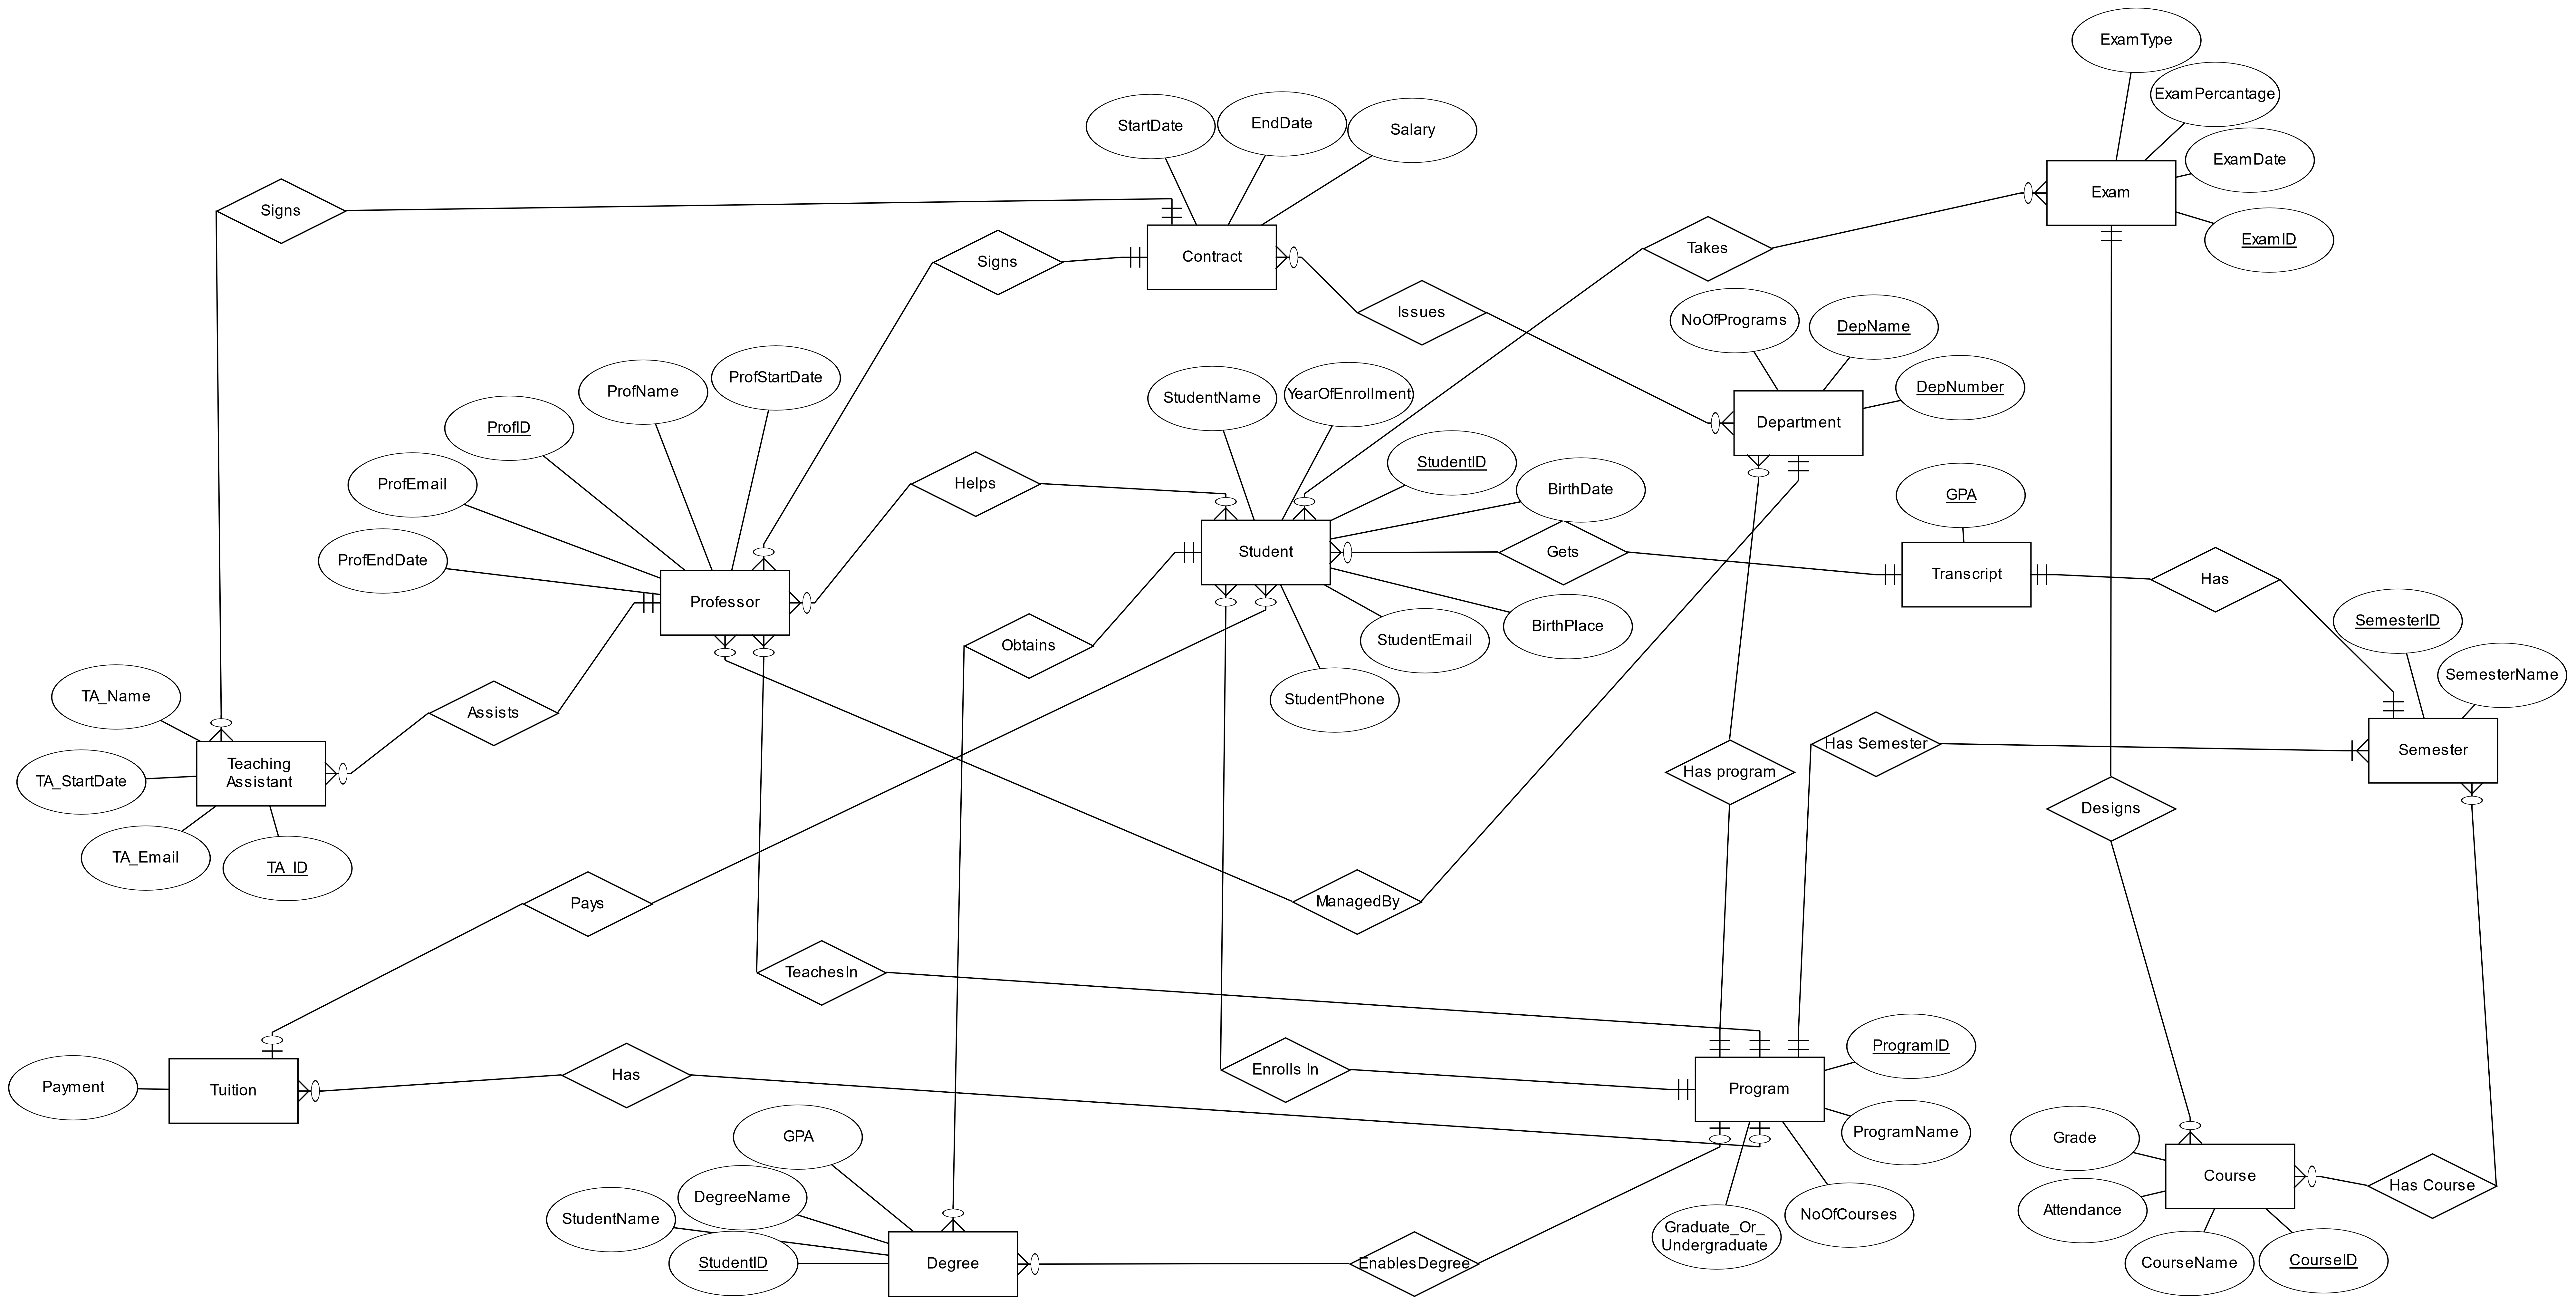 ExamType
ExamPercantage
StartDate
EndDate
Salary
ExamDate
Exam
Signs
ExamID
Takes
Signs
Contract
Issues
NoOfPrograms
DepName
ProfStartDate
ProfName
StudentName
YearOfEnrollment
DepNumber
Department
ProfID
StudentID
ProfEmail
Helps
BirthDate
GPA
ProfEndDate
Student
Gets
Transcript
Has
Professor
SemesterID
BirthPlace
StudentEmail
Obtains
SemesterName
TA_Name
StudentPhone
Assists
Has Semester
Semester
Teaching
Assistant
Has program
TA_StartDate
Designs
TA_Email
TA_ID
Pays
ManagedBy
TeachesIn
ProgramID
Enrolls In
Has
Payment
Tuition
Program
ProgramName
GPA
Grade
Course
Has Course
DegreeName
Attendance
StudentName
NoOfCourses
Graduate_Or_
Undergraduate
StudentID
Degree
EnablesDegree
CourseName
CourseID